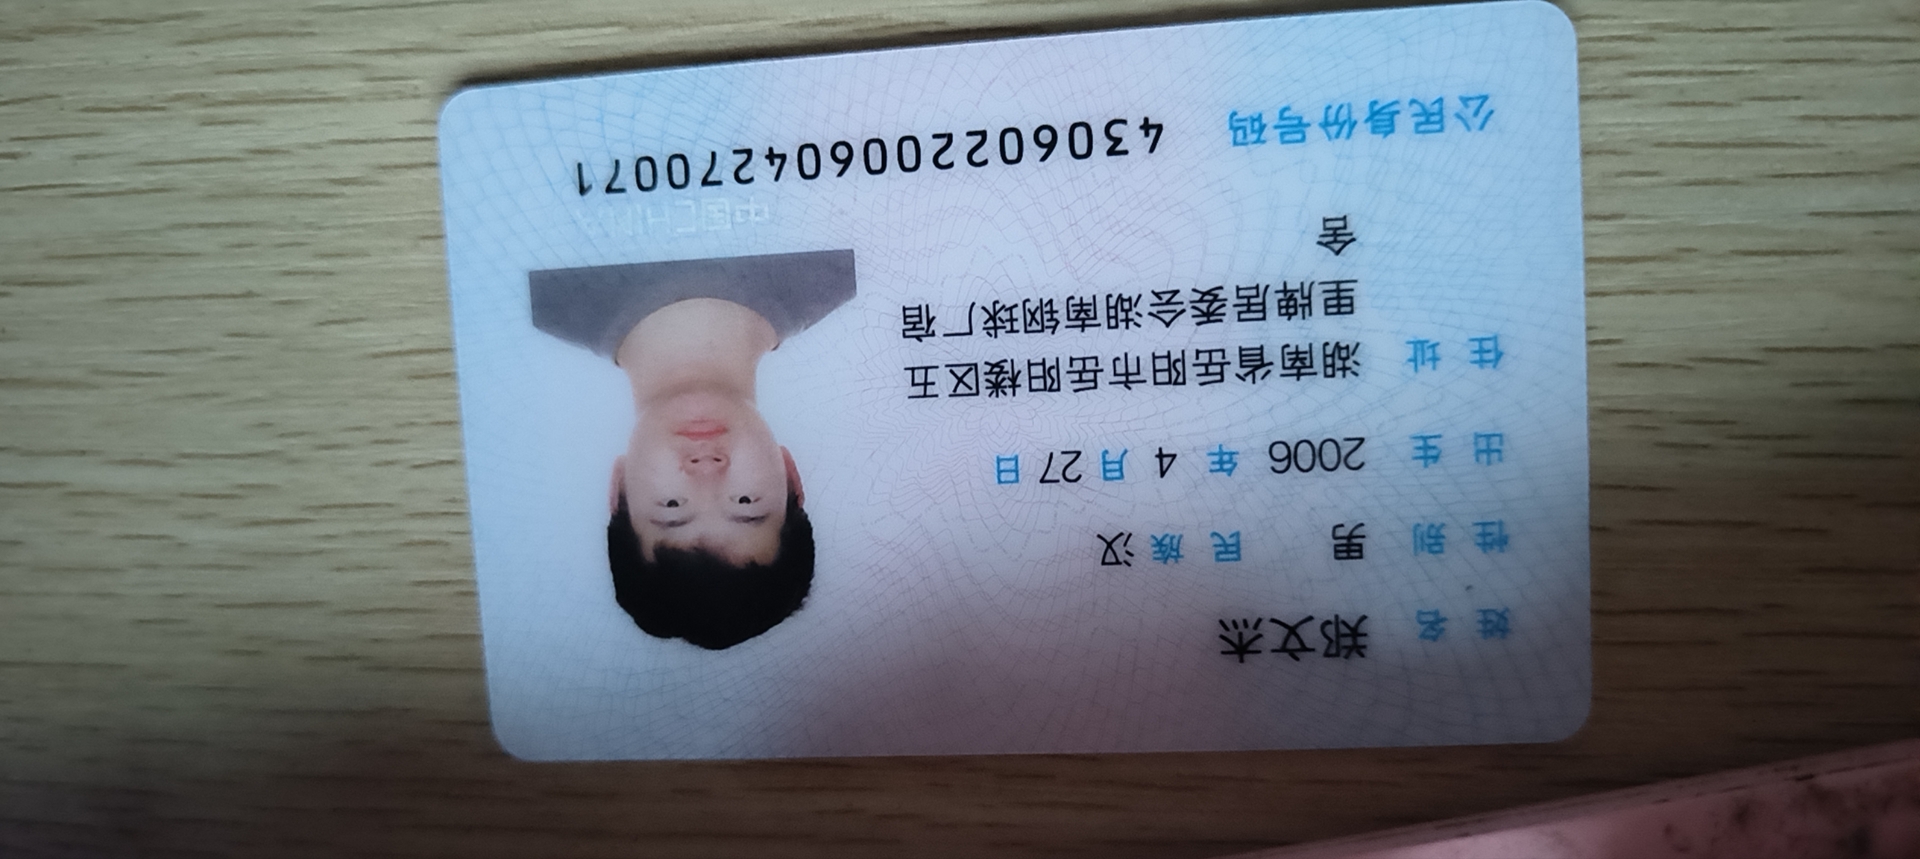 姓名 郑文杰
性别 男 民族 汉
出生 2006 年 4 月 27 日
住址 湖南省岳阳市岳阳楼区五
里牌居委会湖南钢球厂宿
舍
中国CHINA
公民身份号码 430602200604270071